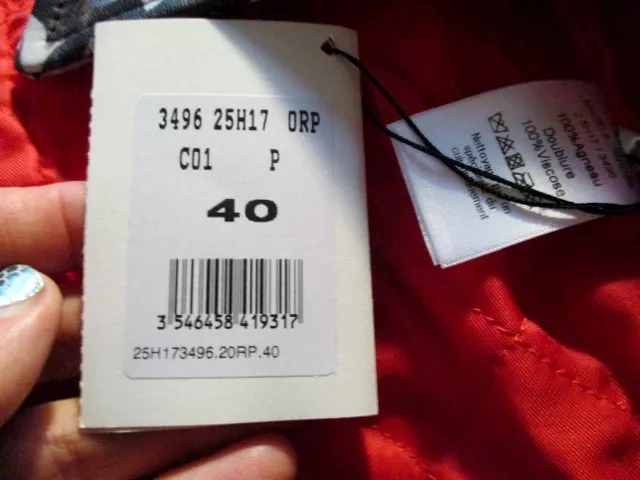 3496 25H17 0RP
C01 P
40
3 546458 419317
25H173496.20RP.40
100%Agneau
Doublure
100%Viscose
Nettoyage